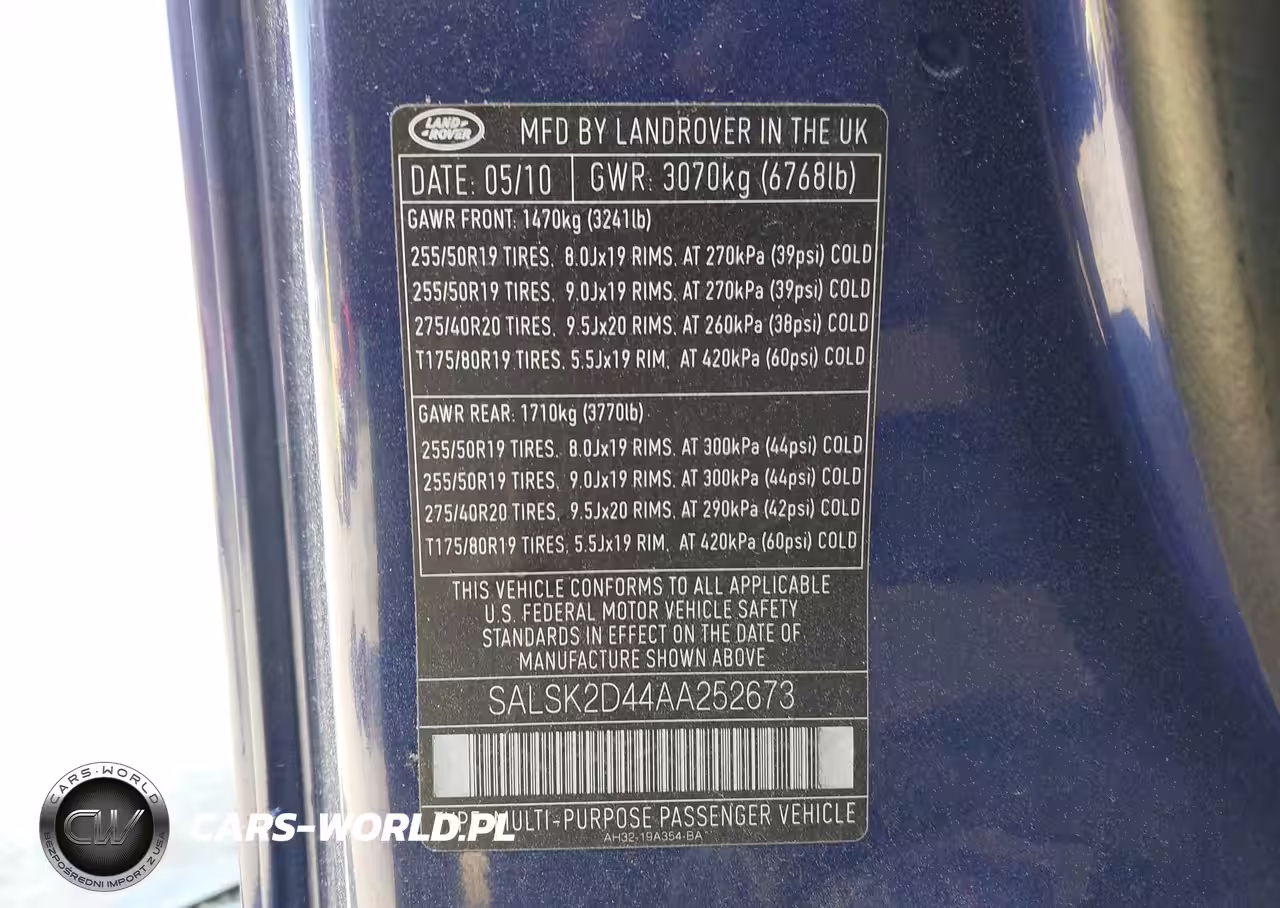 LAND-
-ROVER
MFD BY LANDROVER IN THE UK
DATE: 05/10
GWR: 3070kg (6768lb)
GAWR FRONT: 1470kg (3241lb)
255/50R19 TIRES, 8.0Jx19 RIMS, AT 270kPa (39psi) COLD
255/50R19 TIRES, 9.0Jx19 RIMS, AT 270kPa (39psi) COLD
275/40R20 TIRES, 9.5Jx20 RIMS, AT 260kPa (38psi) COLD
T175/80R19 TIRES, 5.5Jx19 RIM, AT 420kPa (60psi) COLD
GAWR REAR: 1710kg (3770lb)
255/50R19 TIRES, 8.0Jx19 RIMS, AT 300kPa (44psi) COLD
255/50R19 TIRES, 9.0Jx19 RIMS, AT 300kPa (44psi) COLD
275/40R20 TIRES, 9.5Jx20 RIMS, AT 290kPa (42psi) COLD
T175/80R19 TIRES, 5.5Jx19 RIM, AT 420kPa (60psi) COLD
THIS VEHICLE CONFORMS TO ALL APPLICABLE
U.S. FEDERAL MOTOR VEHICLE SAFETY
STANDARDS IN EFFECT ON THE DATE OF
MANUFACTURE SHOWN ABOVE
SALSK2D44AA252673
MULTI-PURPOSE PASSENGER VEHICLE
AH32-19A354-BA
CARS-WORLD
CW
BEZPOŚREDNI IMPORT Z USA
CARS-WORLD.PL